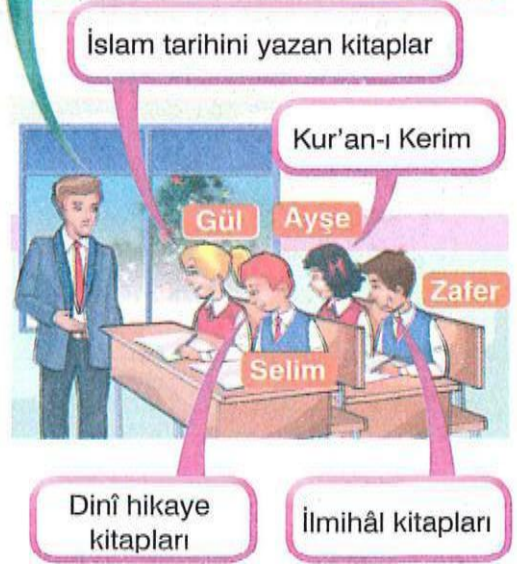 İslam tarihini yazan kitaplar
Kur'an-ı Kerim
Gül
Ayşe
Zafer
Selim
Dinî hikaye
kitapları
İlmihâl kitapları